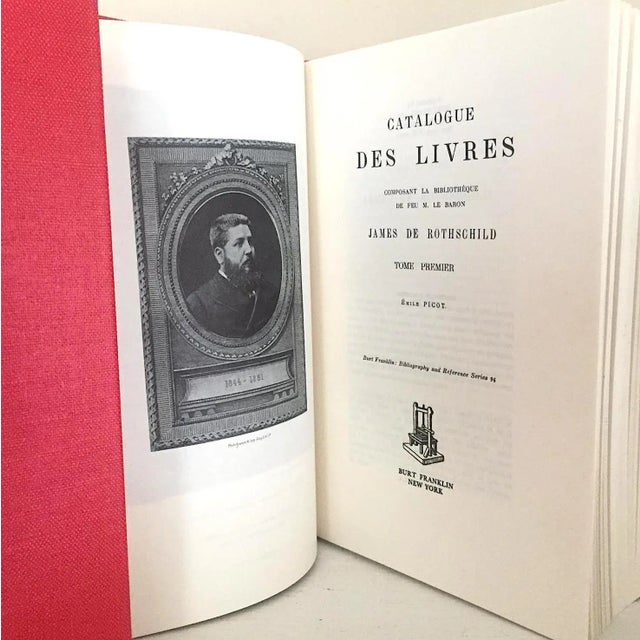 1844 - 1881
CATALOGUE
DES LIVRES
COMPOSANT LA BIBLIOTHÈQUE
DE FEU M. LE BARON
JAMES DE ROTHSCHILD
TOME PREMIER
ÉMILE PICOT.
Burt Franklin: Bibliography and Reference Series 94
BURT FRANKLIN
NEW YORK